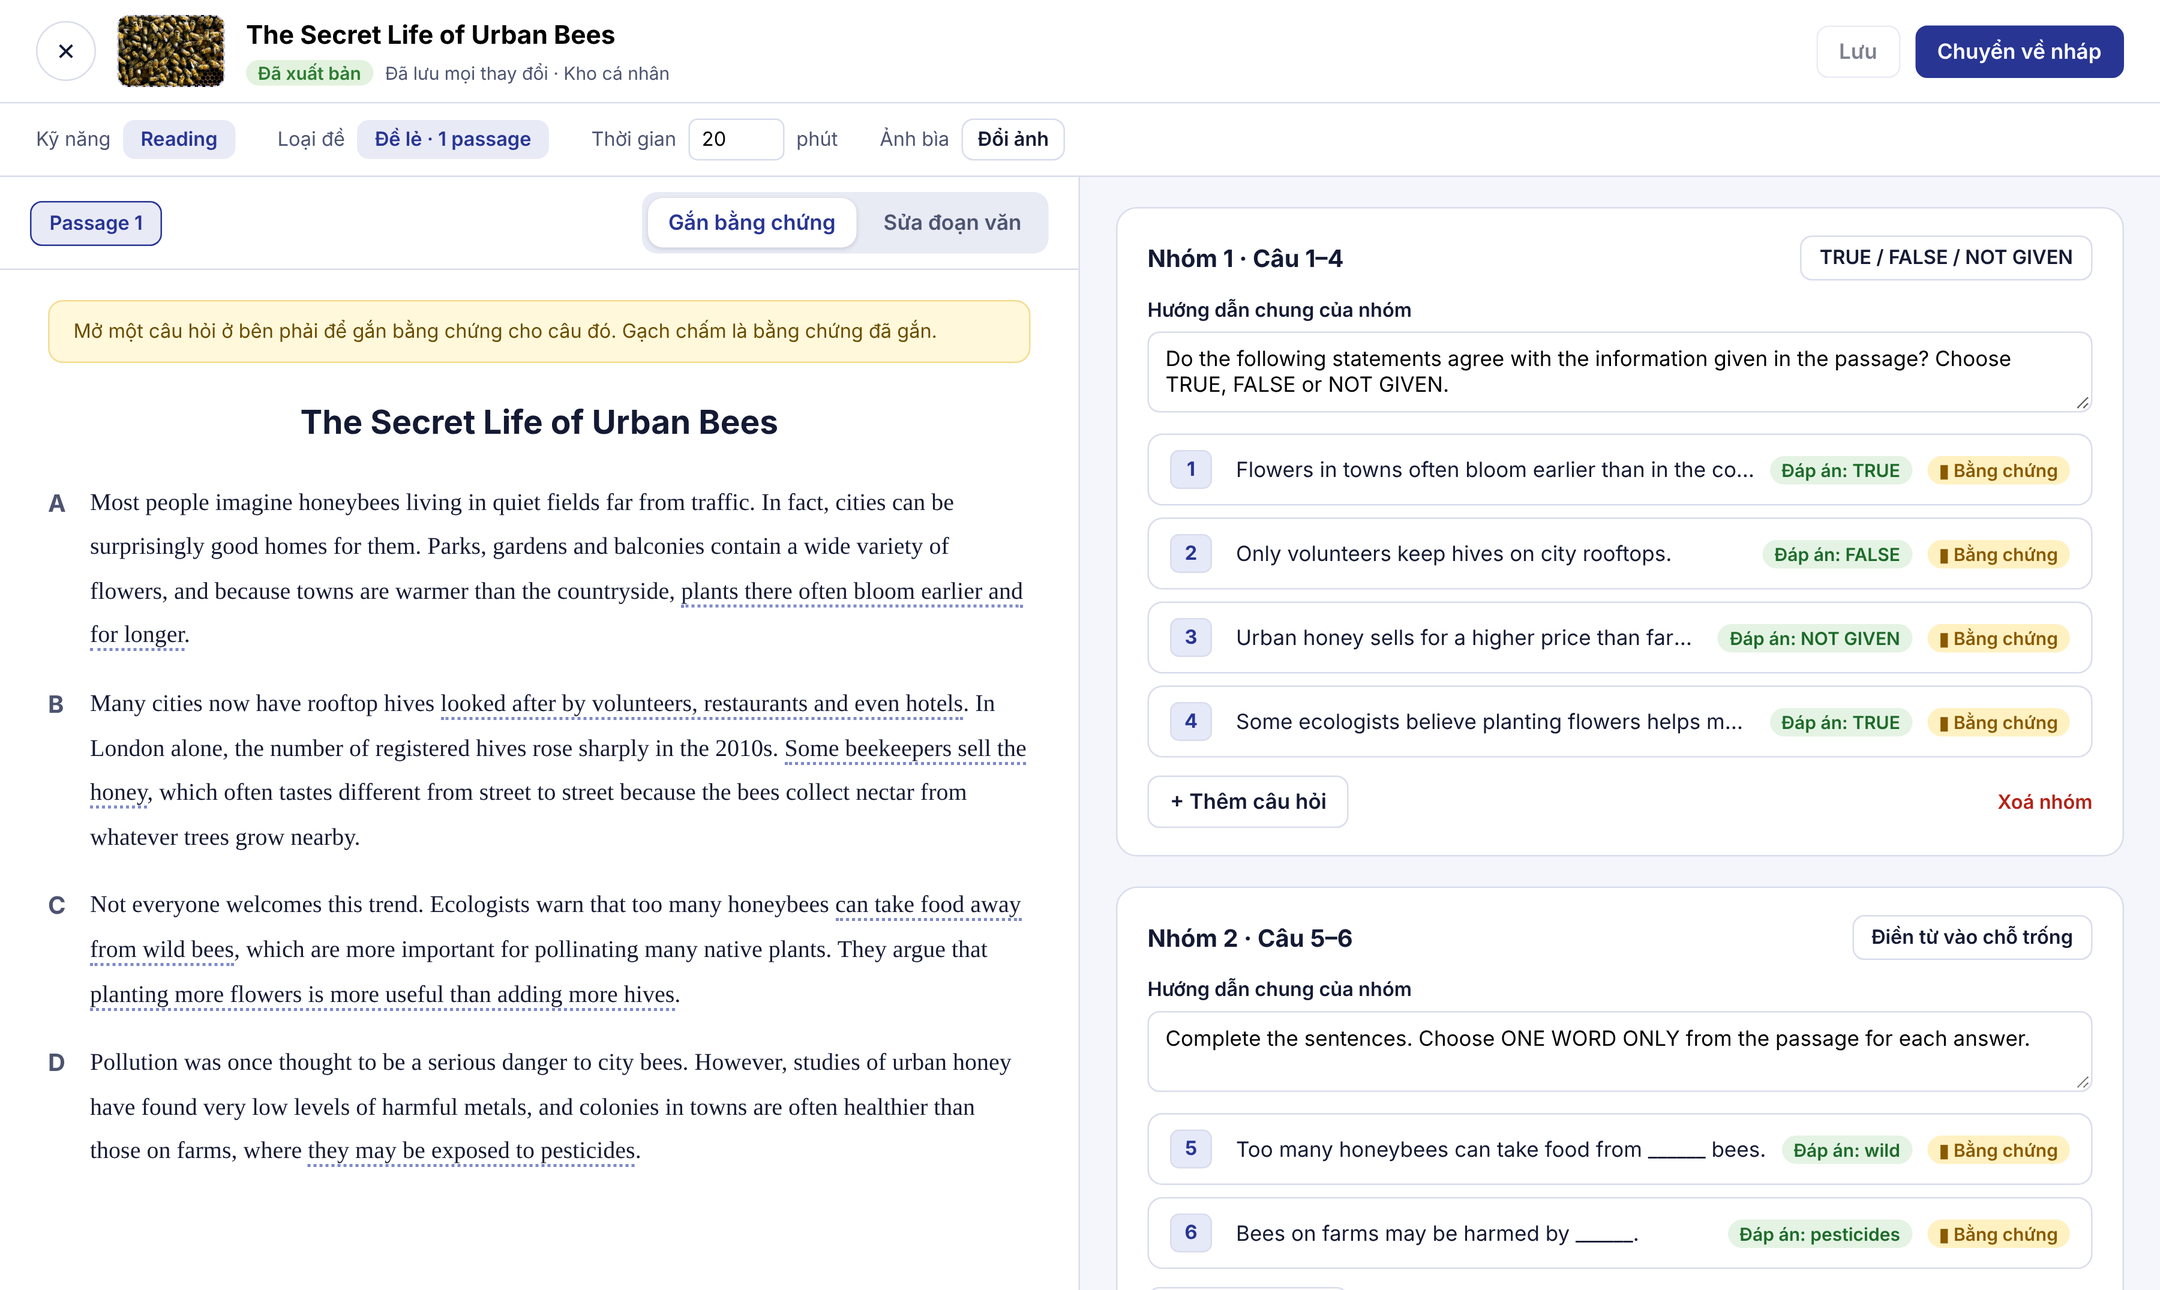 The Secret Life of Urban Bees
Đã xuất bản Đã lưu mọi thay đổi · Kho cá nhân
Lưu
Chuyển về nháp
Kỹ năng Reading Loại đề Đề lẻ · 1 passage Thời gian 20 phút Ảnh bìa Đổi ảnh
Passage 1
Gắn bằng chứng Sửa đoạn văn
Mở một câu hỏi ở bên phải để gắn bằng chứng cho câu đó. Gạch chấm là bằng chứng đã gắn.
The Secret Life of Urban Bees
A Most people imagine honeybees living in quiet fields far from traffic. In fact, cities can be
surprisingly good homes for them. Parks, gardens and balconies contain a wide variety of
flowers, and because towns are warmer than the countryside, plants there often bloom earlier and
for longer.
B Many cities now have rooftop hives looked after by volunteers, restaurants and even hotels. In
London alone, the number of registered hives rose sharply in the 2010s. Some beekeepers sell the
honey, which often tastes different from street to street because the bees collect nectar from
whatever trees grow nearby.
C Not everyone welcomes this trend. Ecologists warn that too many honeybees can take food away
from wild bees, which are more important for pollinating many native plants. They argue that
planting more flowers is more useful than adding more hives.
D Pollution was once thought to be a serious danger to city bees. However, studies of urban honey
have found very low levels of harmful metals, and colonies in towns are often healthier than
those on farms, where they may be exposed to pesticides.
Nhóm 1 · Câu 1–4
TRUE / FALSE / NOT GIVEN
Hướng dẫn chung của nhóm
Do the following statements agree with the information given in the passage? Choose
TRUE, FALSE or NOT GIVEN.
1 Flowers in towns often bloom earlier than in the co... Đáp án: TRUE Bằng chứng
2 Only volunteers keep hives on city rooftops. Đáp án: FALSE Bằng chứng
3 Urban honey sells for a higher price than far... Đáp án: NOT GIVEN Bằng chứng
4 Some ecologists believe planting flowers helps m... Đáp án: TRUE Bằng chứng
+ Thêm câu hỏi
Xoá nhóm
Nhóm 2 · Câu 5–6
Điền từ vào chỗ trống
Hướng dẫn chung của nhóm
Complete the sentences. Choose ONE WORD ONLY from the passage for each answer.
5 Too many honeybees can take food from ______ bees. Đáp án: wild Bằng chứng
6 Bees on farms may be harmed by ______. Đáp án: pesticides Bằng chứng